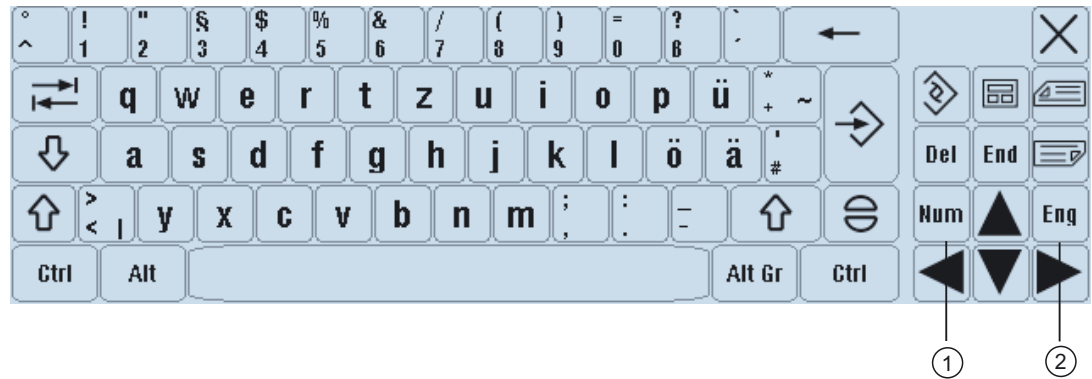 ° ! " § $ % & / ( ) = ? `
^ 1 2 3 4 5 6 7 8 9 0 ß ´
q w e r t z u i o p ü * + ~
a s d f g h j k l ö ä ' #
Del End
> < | y x c v b n m ; , : . _ -
Num Eng
Ctrl Alt Alt Gr Ctrl
1 2